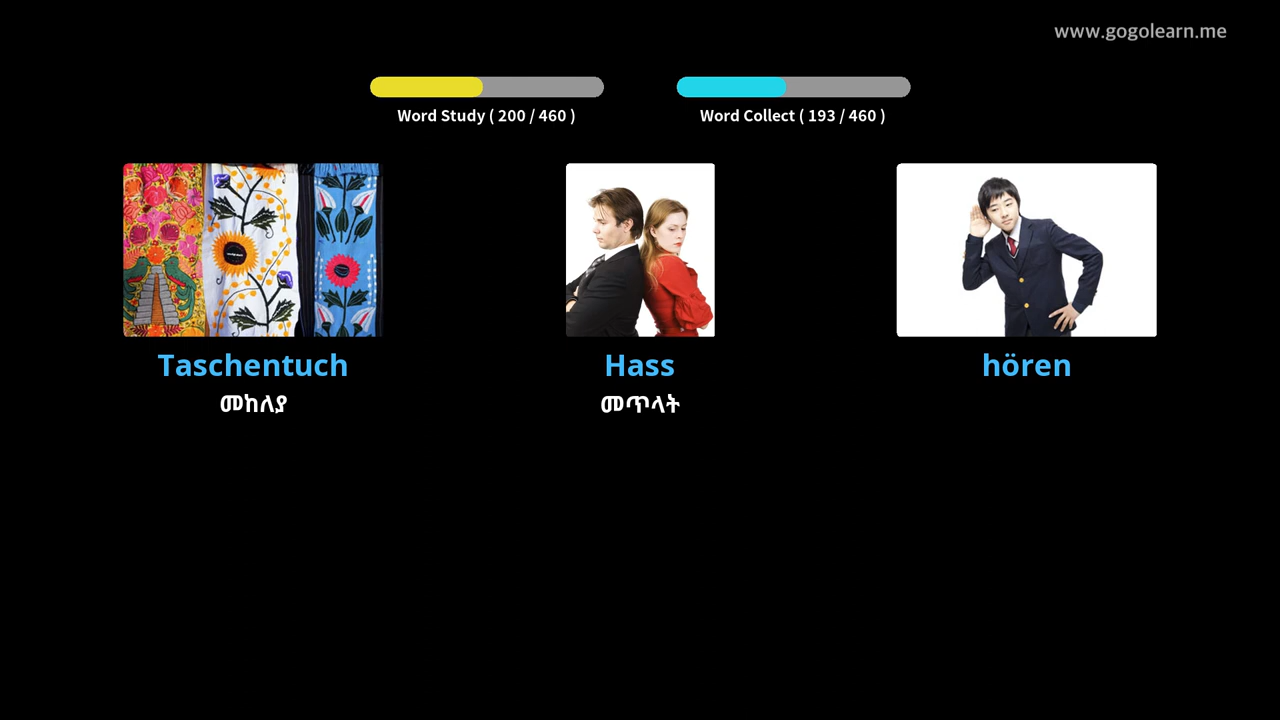 www.gogolearn.me
Word Study ( 200 / 460 )
Word Collect ( 193 / 460 )
Taschentuch
Hass
hören
መከለያ
መጥላት